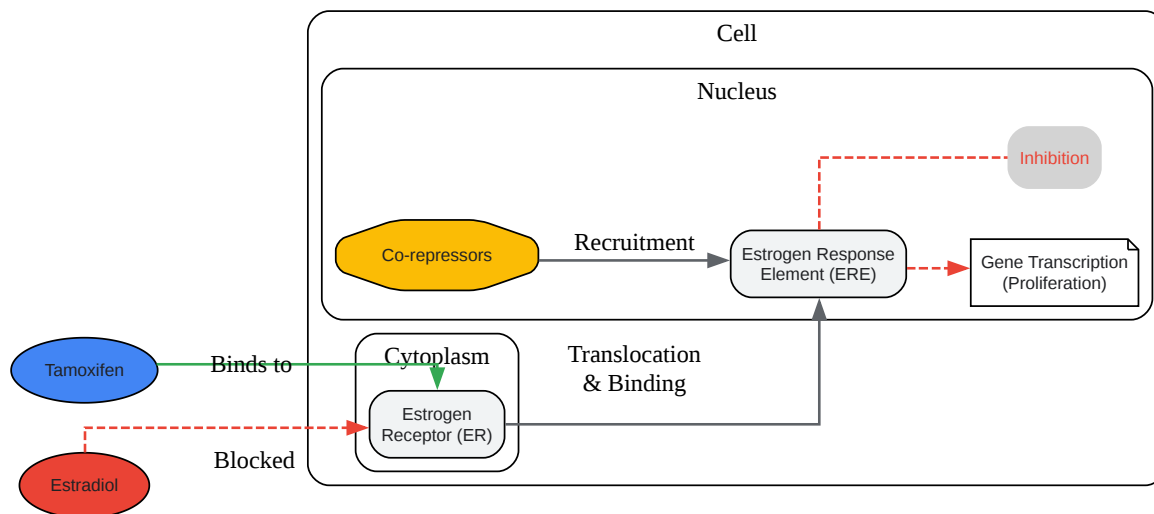 Cell
Nucleus
Inhibition
Co-repressors
Recruitment
Estrogen Response
Element (ERE)
Gene Transcription
(Proliferation)
Cytoplasm
Translocation
& Binding
Tamoxifen
Binds to
Estrogen
Receptor (ER)
Blocked
Estradiol